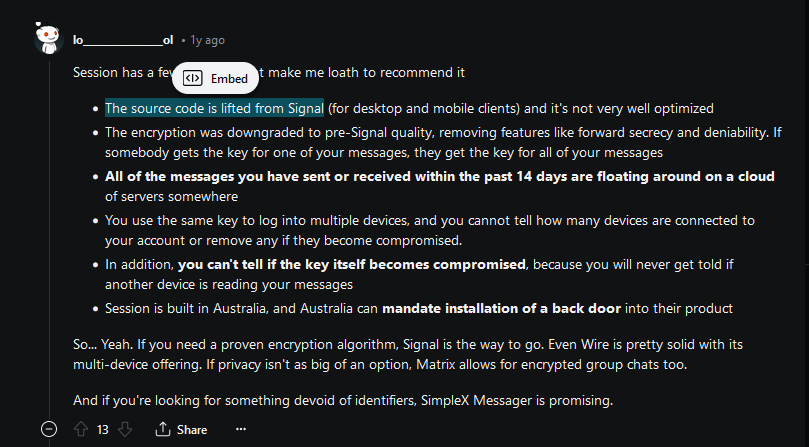 lo_______________ol • 1y ago
Session has a fe t make me loath to recommend it
Embed
• The source code is lifted from Signal (for desktop and mobile clients) and it's not very well optimized
• The encryption was downgraded to pre-Signal quality, removing features like forward secrecy and deniability. If
somebody gets the key for one of your messages, they get the key for all of your messages
• All of the messages you have sent or received within the past 14 days are floating around on a cloud
of servers somewhere
• You use the same key to log into multiple devices, and you cannot tell how many devices are connected to
your account or remove any if they become compromised.
• In addition, you can't tell if the key itself becomes compromised, because you will never get told if
another device is reading your messages
• Session is built in Australia, and Australia can mandate installation of a back door into their product
So... Yeah. If you need a proven encryption algorithm, Signal is the way to go. Even Wire is pretty solid with its
multi-device offering. If privacy isn't as big of an option, Matrix allows for encrypted group chats too.
And if you're looking for something devoid of identifiers, SimpleX Messager is promising.
13 Share ...